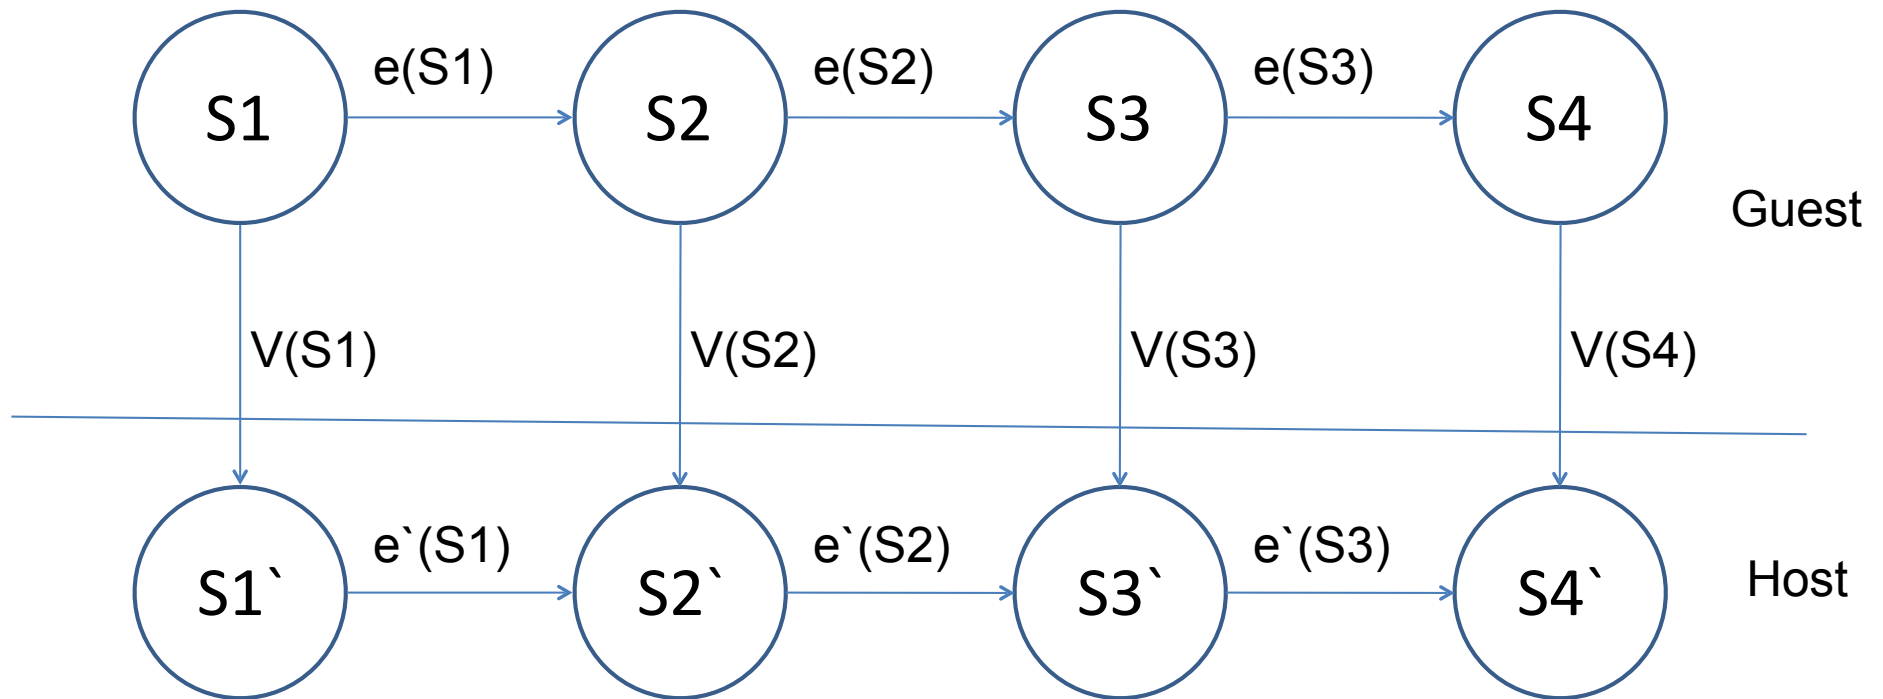 e(S1) e(S2) e(S3)
S1 S2 S3 S4
Guest
V(S1) V(S2) V(S3) V(S4)
e`(S1) e`(S2) e`(S3)
S1` S2` S3` S4`
Host